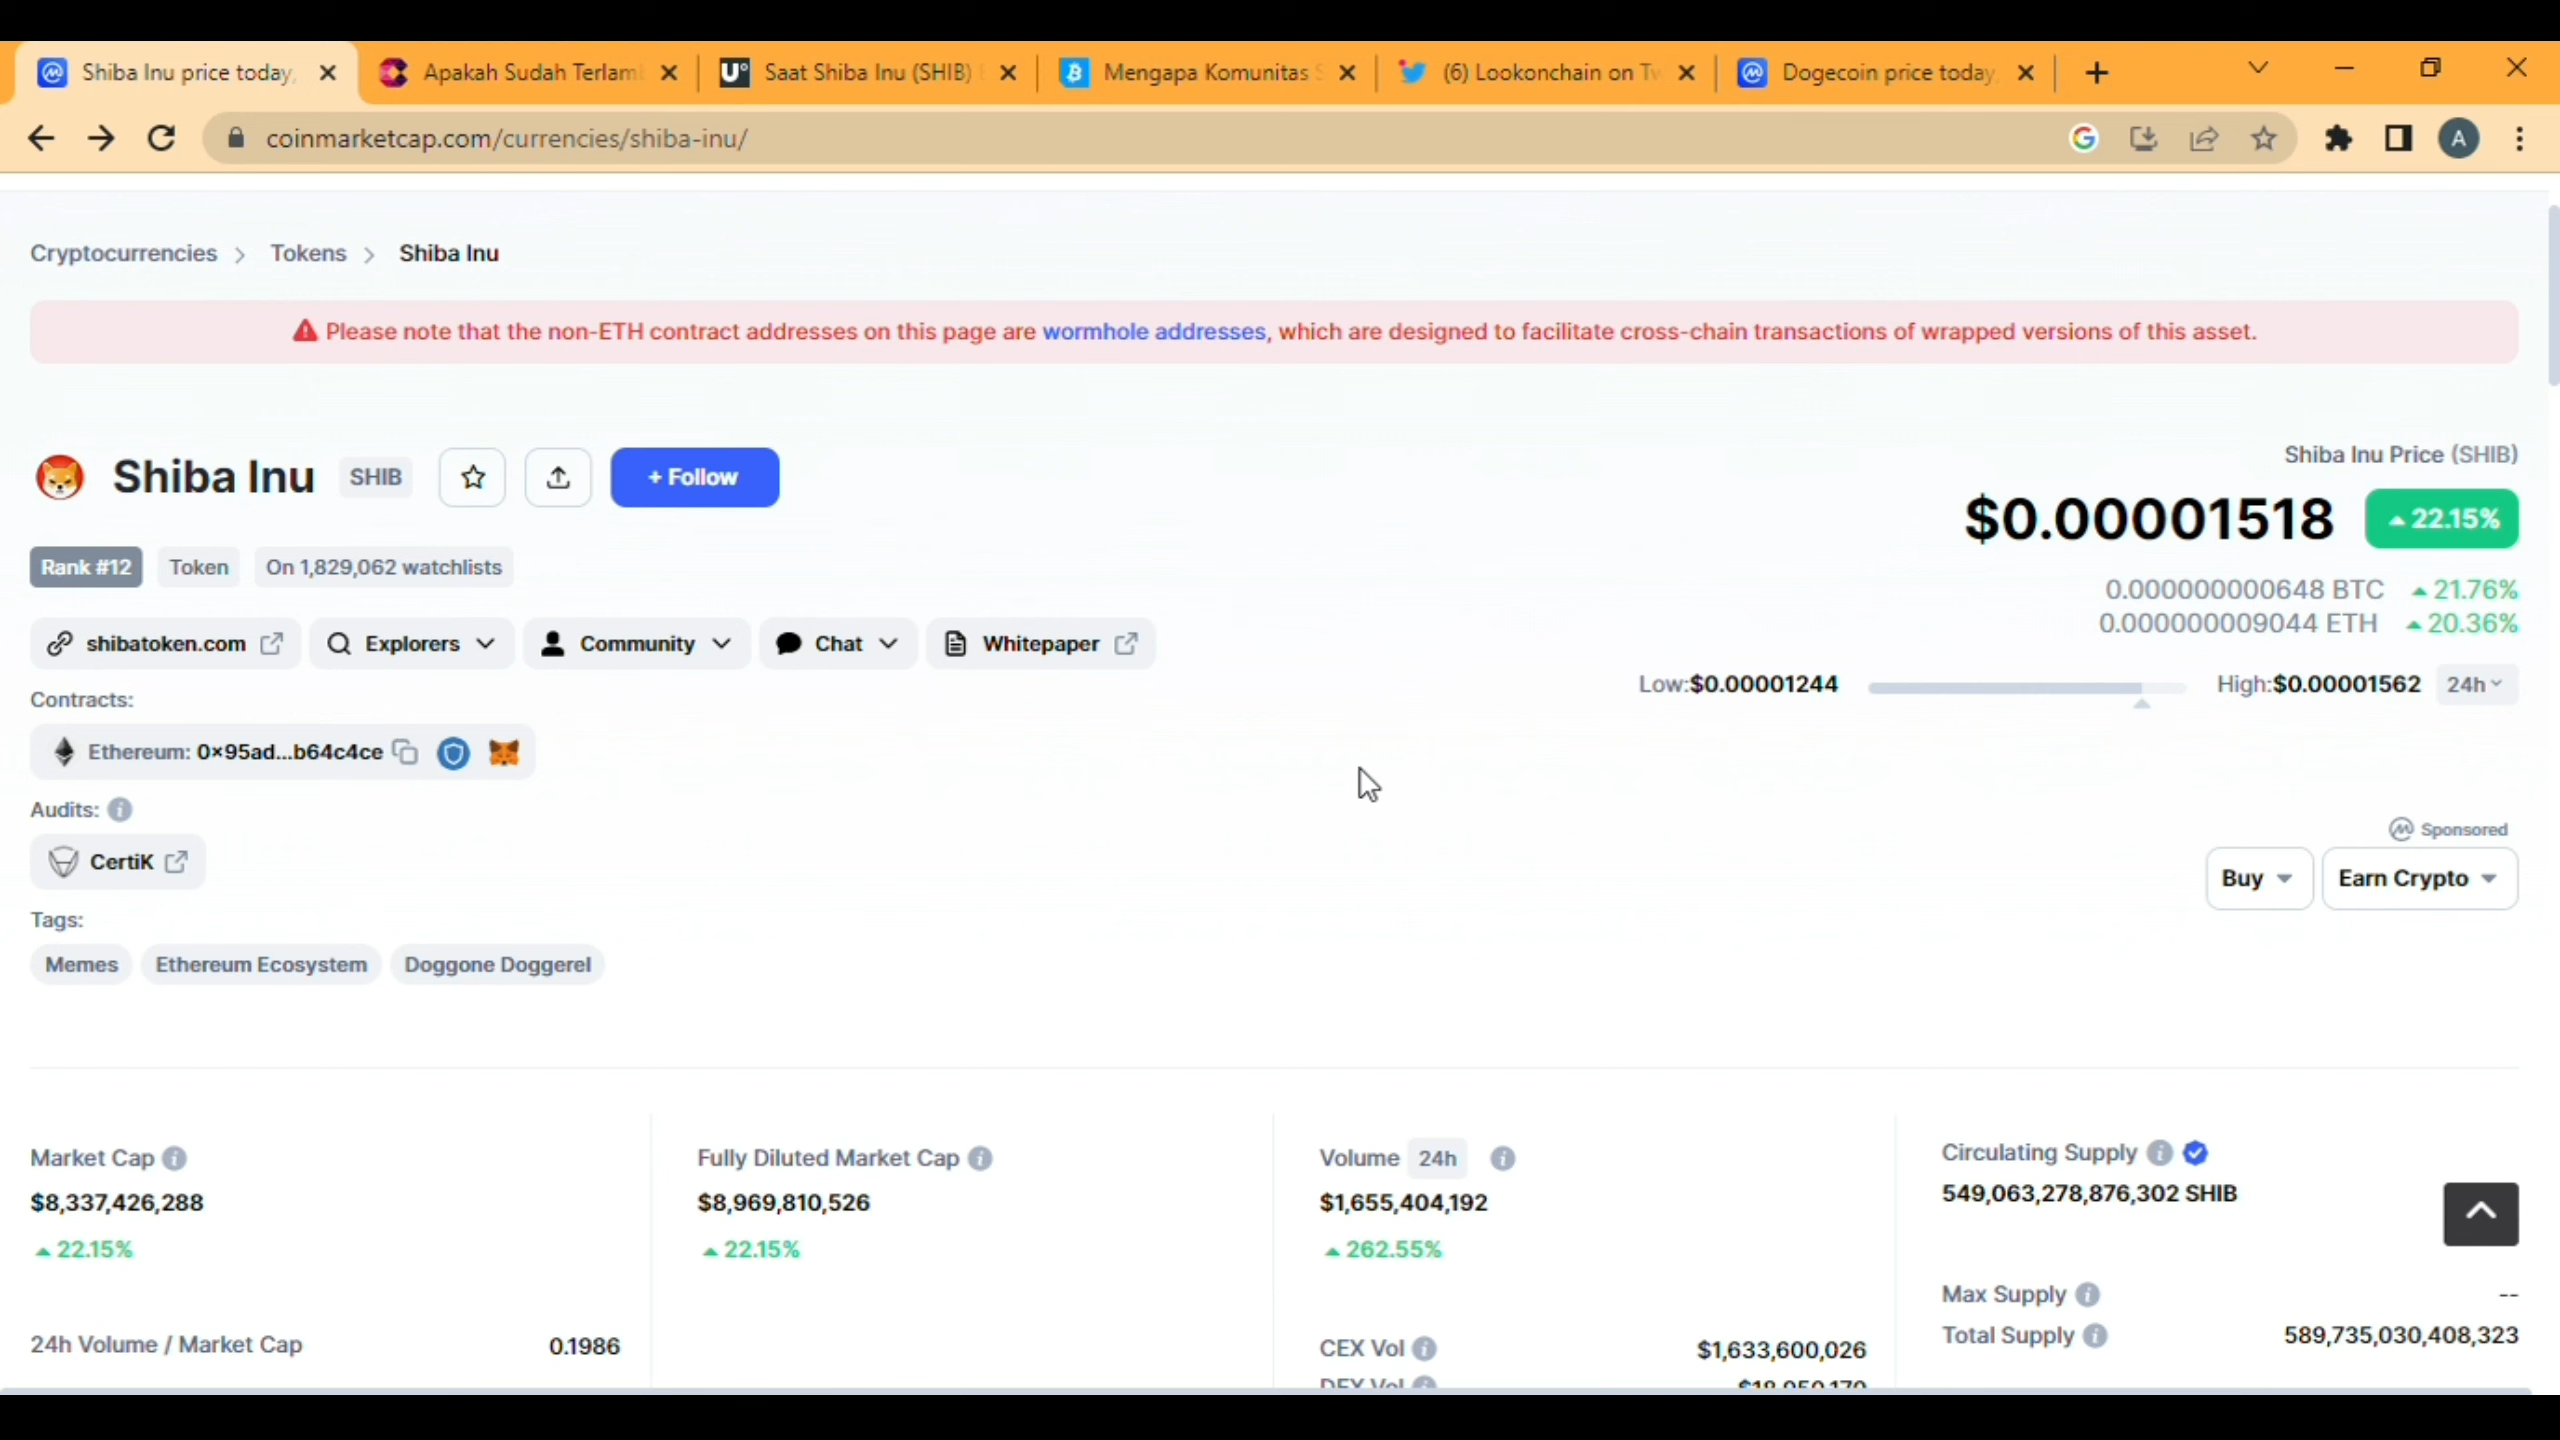 Shiba Inu price today,
Apakah Sudah Terlam
Saat Shiba Inu (SHIB)
Mengapa Komunitas S
(6) Lookonchain on Tw
Dogecoin price today,
coinmarketcap.com/currencies/shiba-inu/
A
Cryptocurrencies > Tokens > Shiba Inu
Please note that the non-ETH contract addresses on this page are wormhole addresses, which are designed to facilitate cross-chain transactions of wrapped versions of this asset.
Shiba Inu SHIB + Follow
Rank #12 Token On 1,829,062 watchlists
shibatoken.com Explorers Community Chat Whitepaper
Contracts:
Ethereum: 0x95ad...b64c4ce
Audits:
CertiK
Tags:
Memes Ethereum Ecosystem Doggone Doggerel
Shiba Inu Price (SHIB)
$0.00001518 22.15%
0.000000000648 BTC 21.76%
0.000000009044 ETH 20.36%
Low:$0.00001244 High:$0.00001562 24h
Sponsored
Buy Earn Crypto
Market Cap
$8,337,426,288
22.15%
24h Volume / Market Cap 0.1986
Fully Diluted Market Cap
$8,969,810,526
22.15%
Volume 24h
$1,655,404,192
262.55%
CEX Vol $1,633,600,026
DEX Vol
Circulating Supply
549,063,278,876,302 SHIB
Max Supply --
Total Supply 589,735,030,408,323